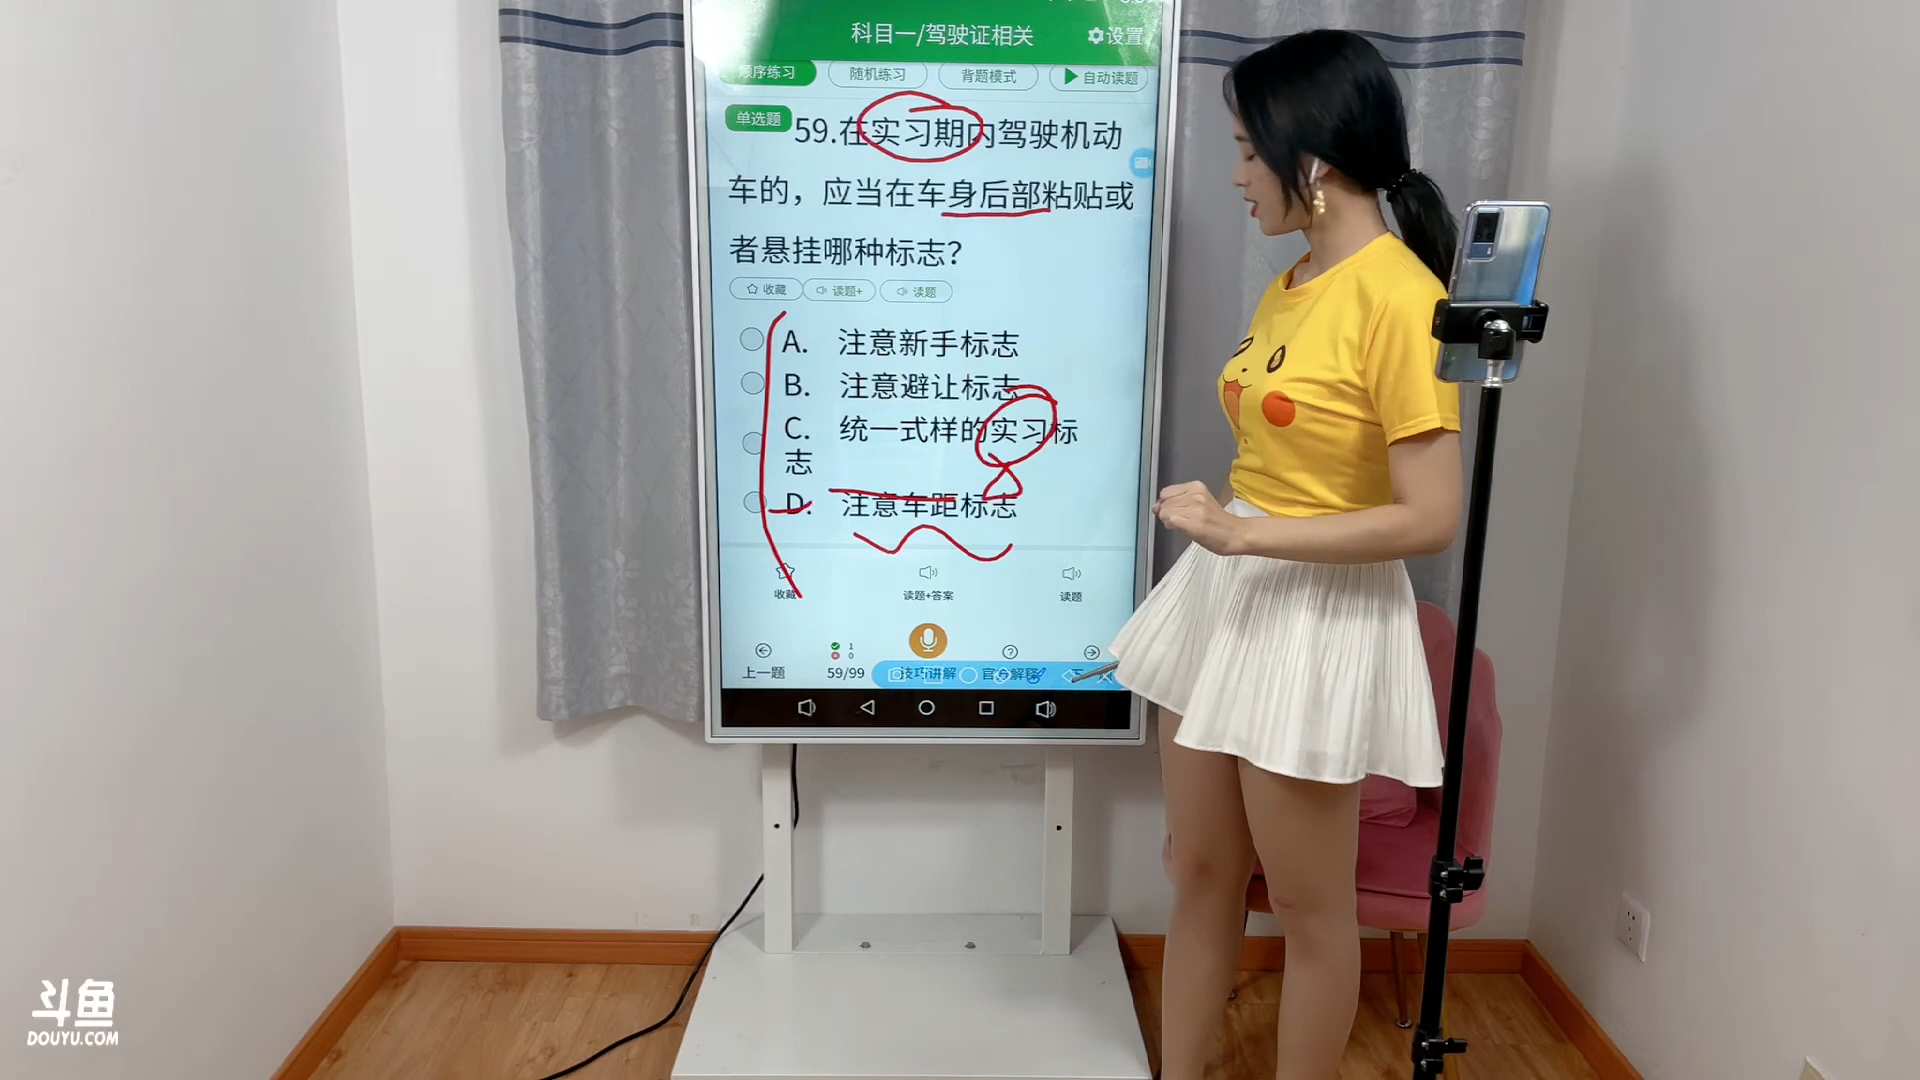 科目一/驾驶证相关
设置
顺序练习
随机练习
背题模式
自动读题
单选题
59.在实习期内驾驶机动
车的，应当在车身后部粘贴或
者悬挂哪种标志？
收藏
读题+
读题
A. 注意新手标志
B. 注意避让标志
C. 统一式样的实习标
志
D. 注意车距标志
收藏
读题+答案
读题
1
0
上一题
59/99
技巧讲解
官方解释
下
斗鱼
DOUYU.COM